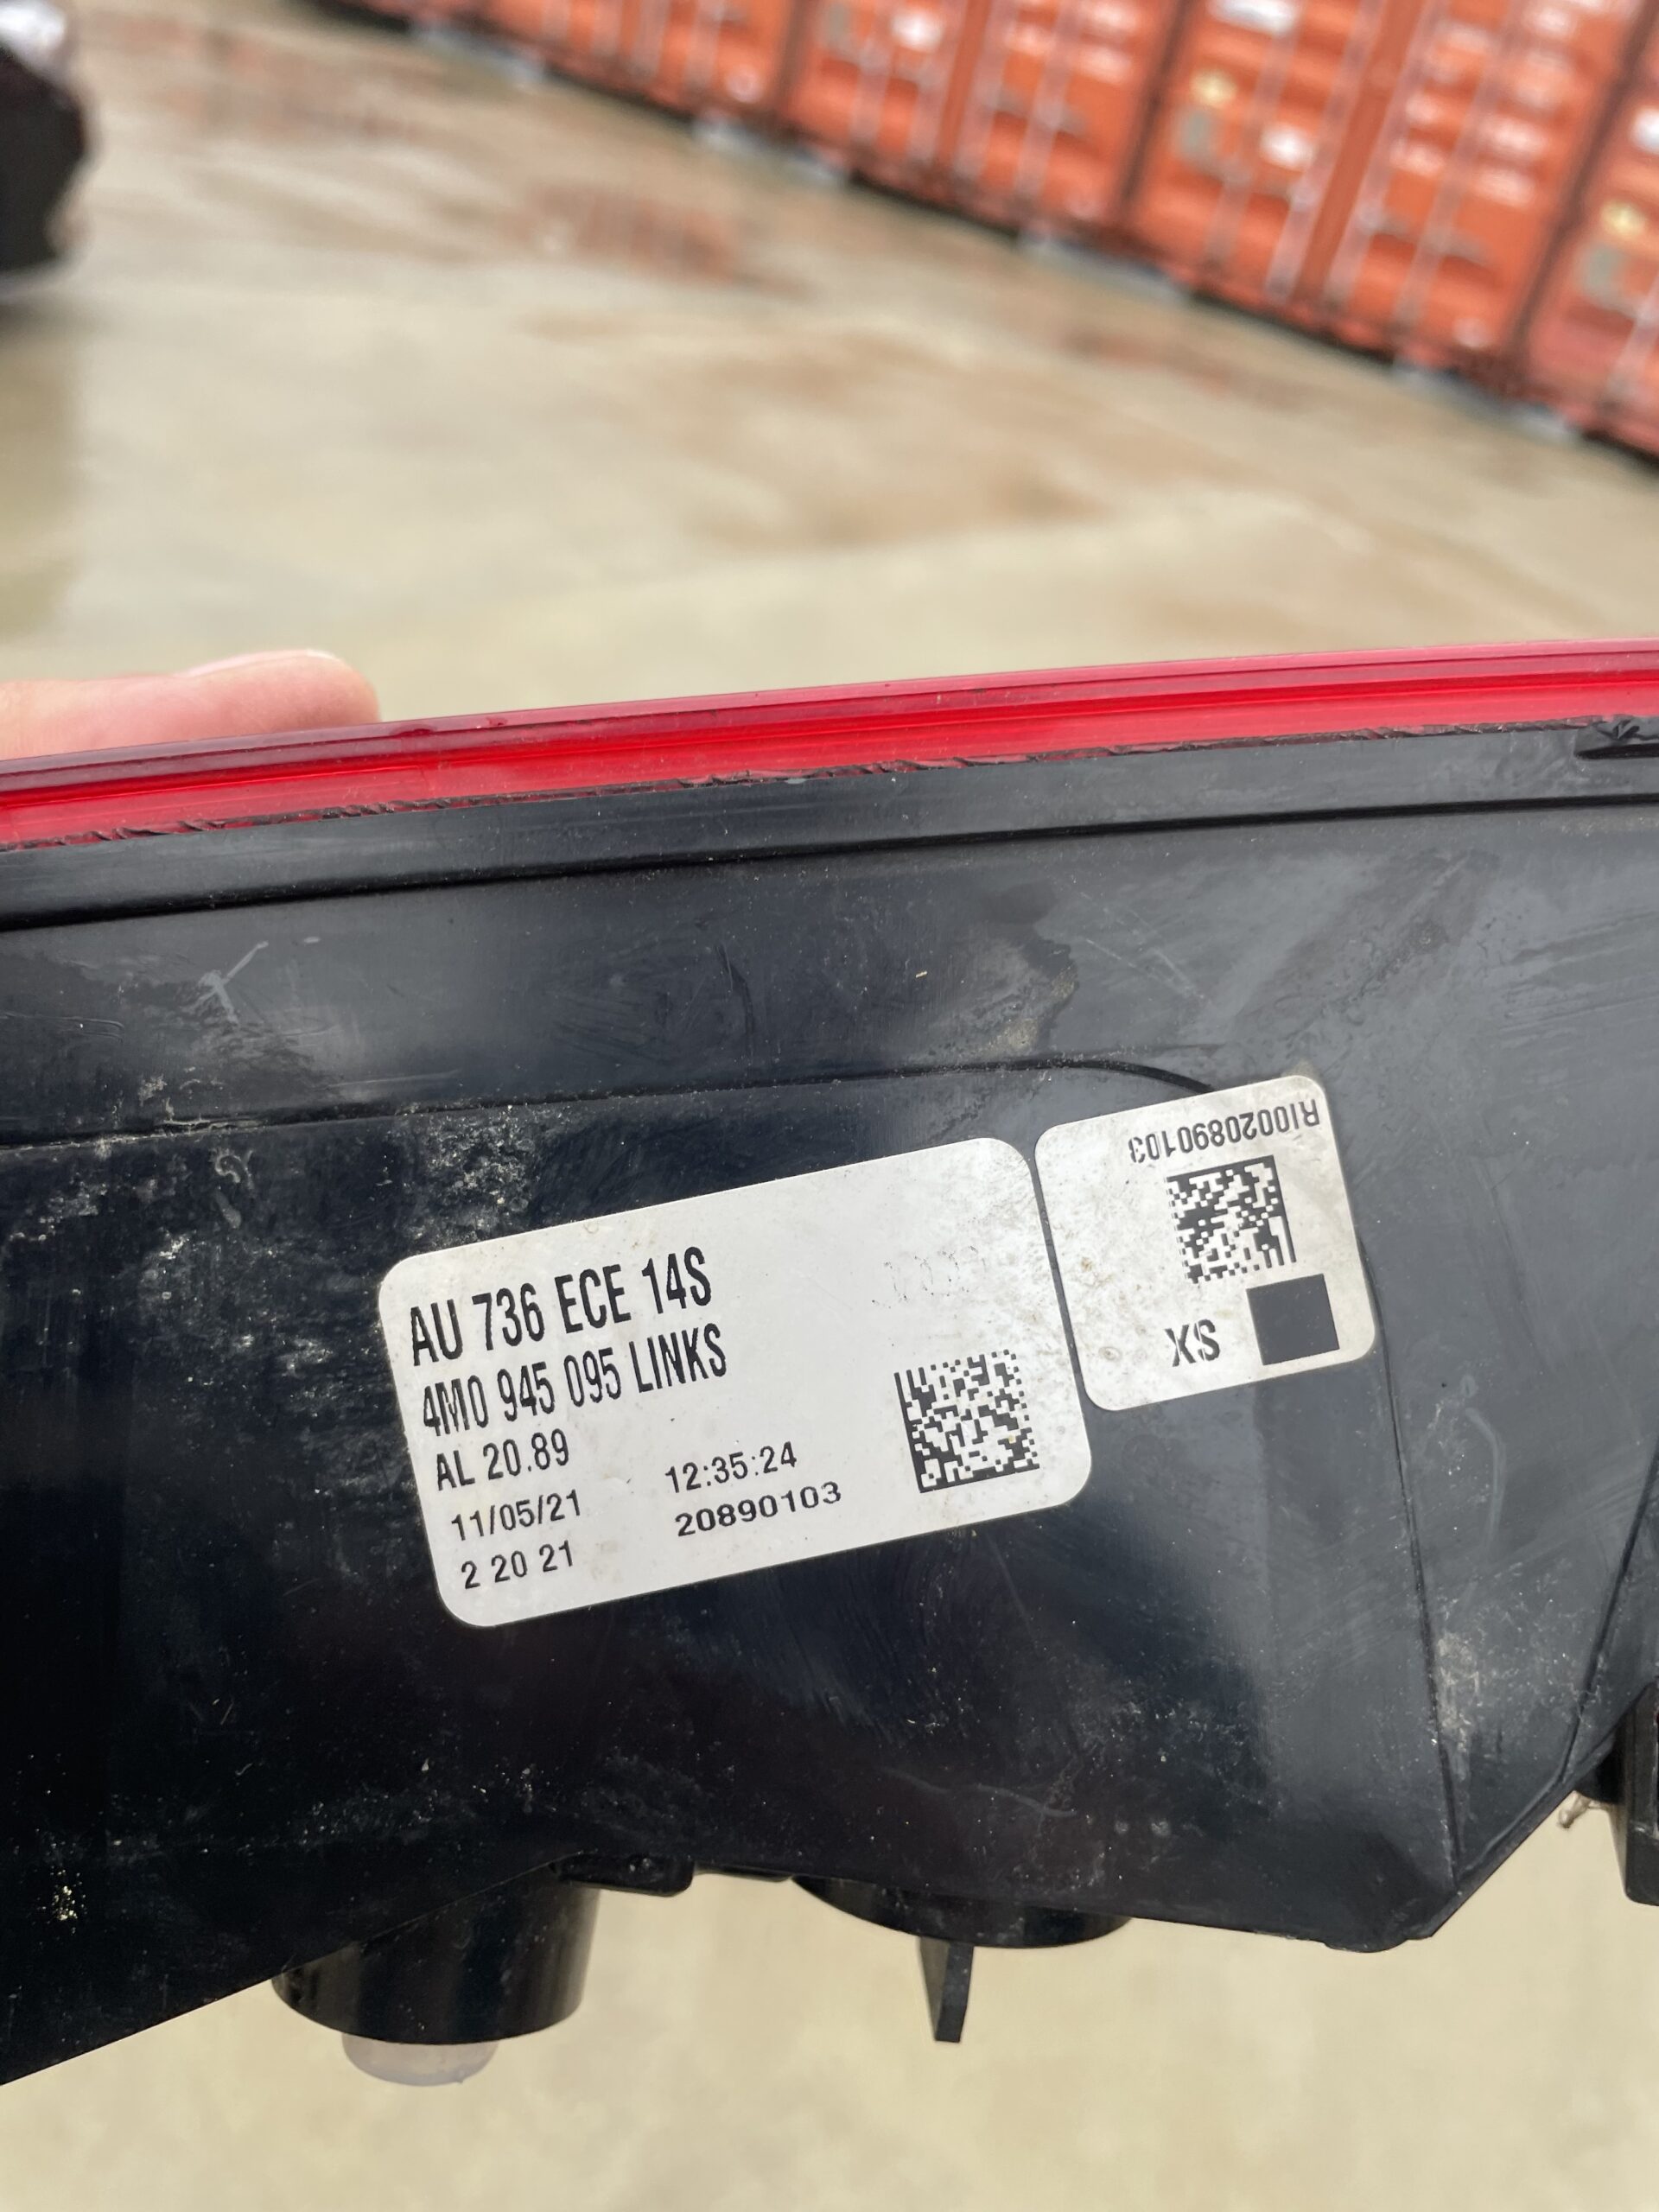 AU 736 ECE 14S
4M0 945 095 LINKS
AL 20.89
11/05/21 12:35:24
2 20 21 20890103
RI0020890103
SX